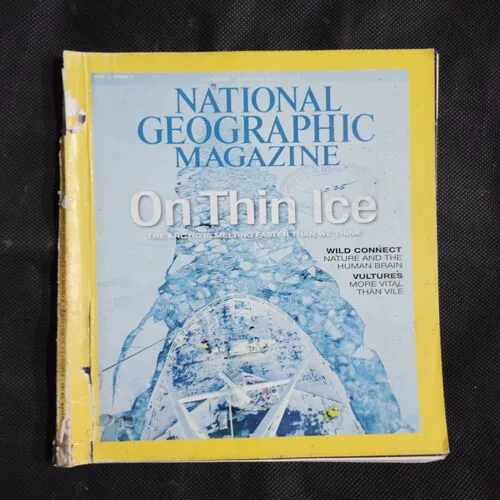 NATIONAL
GEOGRAPHIC
MAGAZINE
On Thin Ice
THE ARCTIC IS MELTING FASTER THAN WE THINK
WILD CONNECT
NATURE AND THE
HUMAN BRAIN
VULTURES
MORE VITAL
THAN VILE